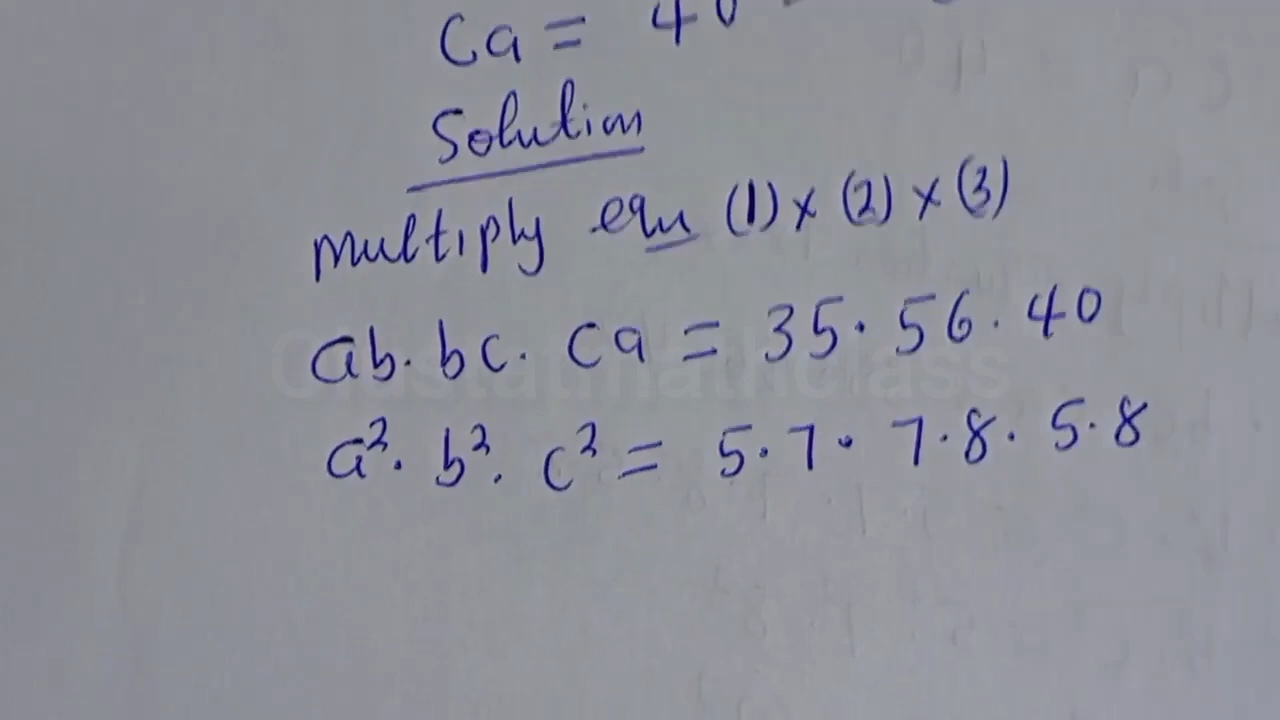 Ca = 40
Solution
Multiply eqn (1) x (2) x (3)
ab. bc. ca = 35. 56. 40
a². b². c² = 5.7. 7.8. 5.8